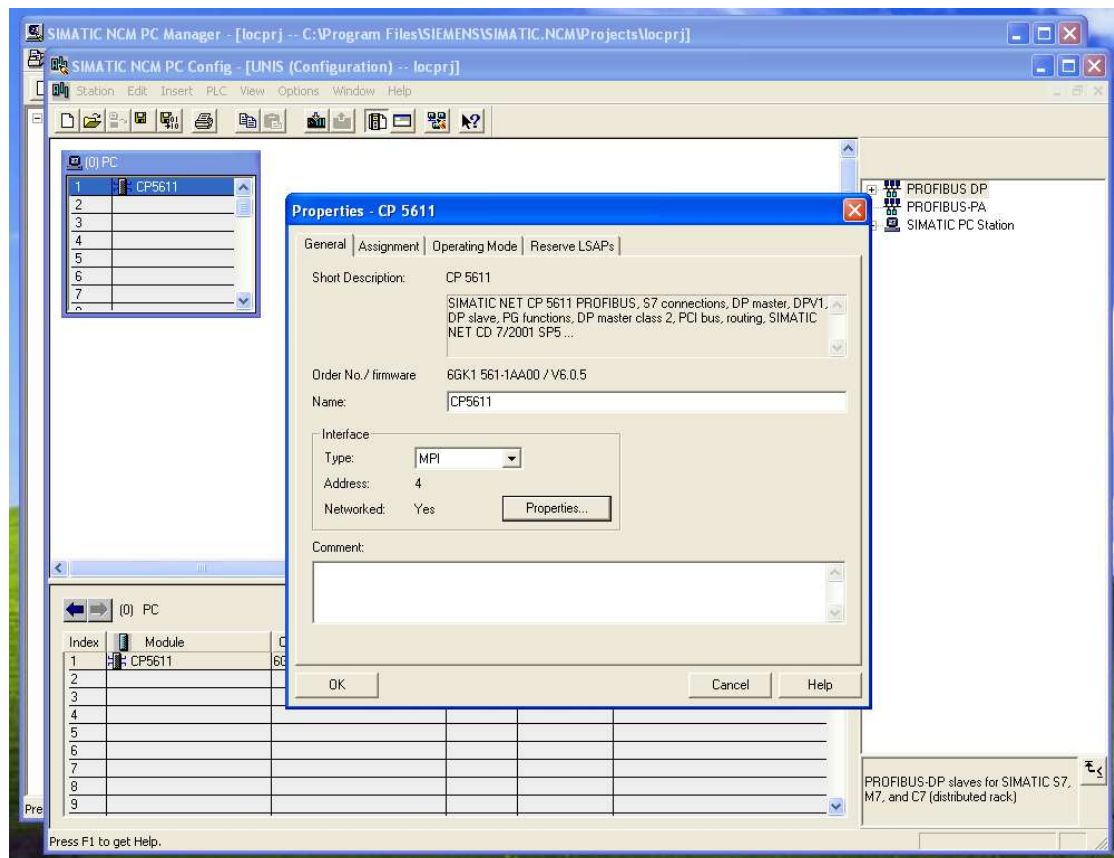 SIMATIC NCM PC Manager - [locprj -- C:\Program Files\SIEMENS\SIMATIC.NCM\Projects\locprj]
SIMATIC NCM PC Config - [UNIS (Configuration) -- locprj]
Station Edit Insert PLC View Options Window Help
(0) PC
1 CP5611
2
3
4
5
6
7
PROFIBUS DP
PROFIBUS-PA
SIMATIC PC Station
Properties - CP 5611
General Assignment Operating Mode Reserve LSAPs
Short Description: CP 5611
SIMATIC NET CP 5611 PROFIBUS, S7 connections, DP master, DPV1,
DP slave, PG functions, DP master class 2, PCI bus, routing, SIMATIC
NET CD 7/2001 SP5 ...
Order No./ firmware 6GK1 561-1AA00 / V6.0.5
Name: CP5611
Interface
Type: MPI
Address: 4
Networked: Yes Properties...
Comment:
OK Cancel Help
(0) PC
Index Module
1 CP5611 6G
2
3
4
5
6
7
8
9
PROFIBUS-DP slaves for SIMATIC S7,
M7, and C7 (distributed rack)
Pre
Press F1 to get Help.